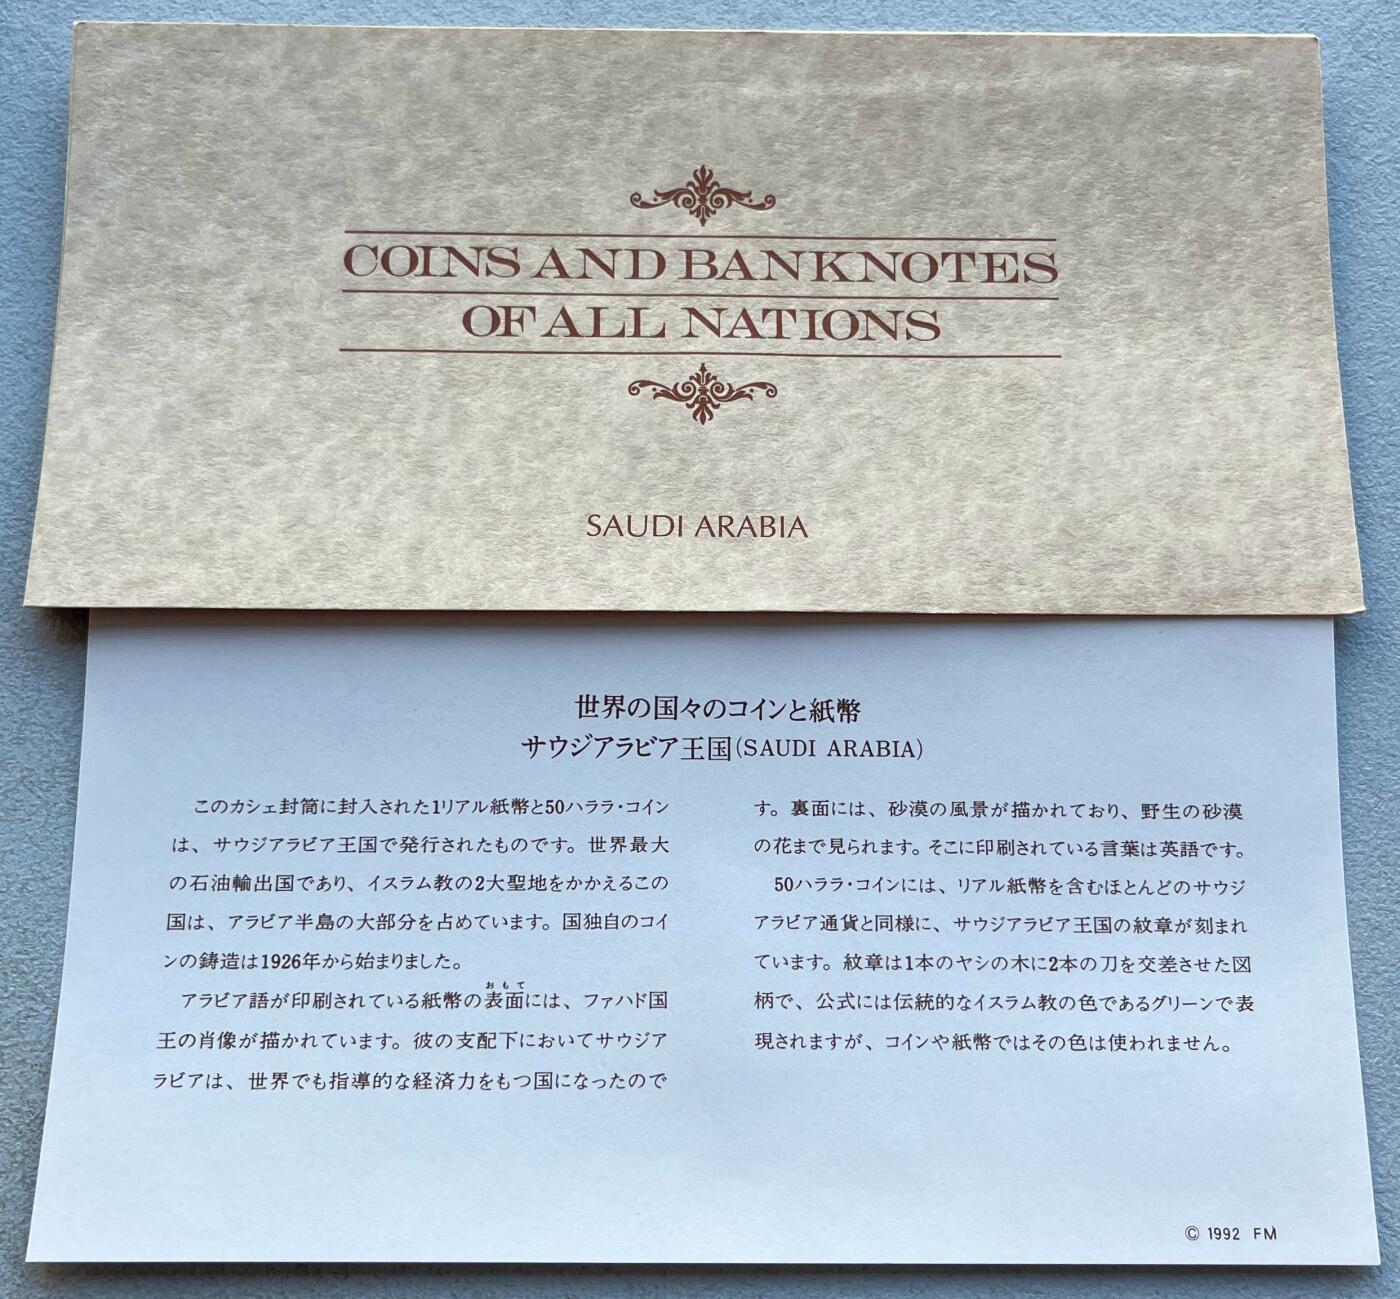 COINS AND BANKNOTES
OF ALL NATIONS
SAUDI ARABIA
世界の国々のコインと紙幣
サウジアラビア王国(SAUDI ARABIA)
このカシェ封筒に封入された1リアル紙幣と50ハララ・コイン
は、サウジアラビア王国で発行されたものです。世界最大
の石油輸出国であり、イスラム教の2大聖地をかかえるこの
国は、アラビア半島の大部分を占めています。国独自のコイ
ンの鋳造は1926年から始まりました。
おもて
アラビア語が印刷されている紙幣の表面には、ファハド国
王の肖像が描かれています。彼の支配下においてサウジア
ラビアは、世界でも指導的な経済力をもつ国になったので
す。裏面には、砂漠の風景が描かれており、野生の砂漠
の花まで見られます。そこに印刷されている言葉は英語です。
50ハララ・コインには、リアル紙幣を含むほとんどのサウジ
アラビア通貨と同様に、サウジアラビア王国の紋章が刻まれ
ています。紋章は1本のヤシの木に2本の刀を交差させた図
柄で、公式には伝統的なイスラム教の色であるグリーンで表
現されますが、コインや紙幣ではその色は使われません。
© 1992 FM